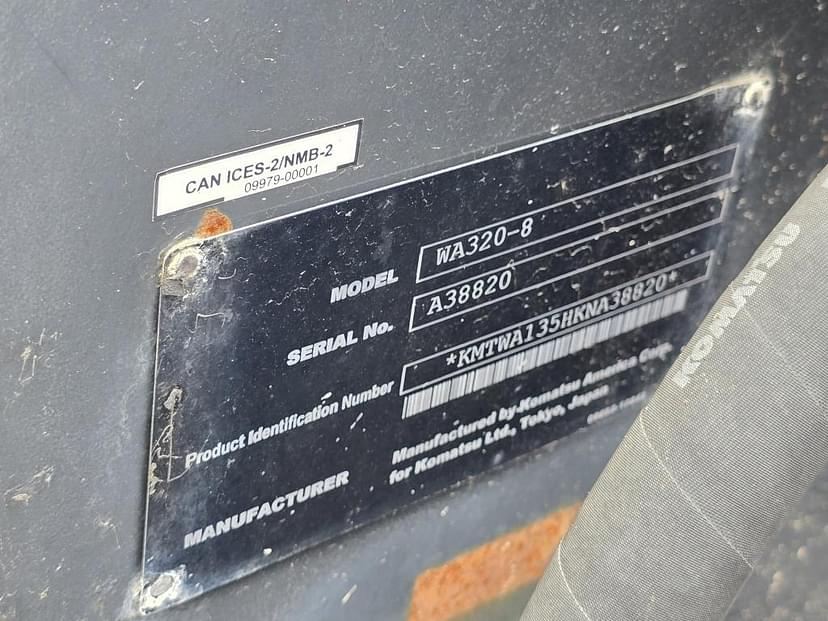 CAN ICES-2/NMB-2
09979-00001
MODEL WA320-8
SERIAL No. A38820
Product Identification Number *KMTWA135HKNA38820*
MANUFACTURER Manufactured by Komatsu America Corp.
for Komatsu Ltd., Tokyo, Japan
KOMATSU